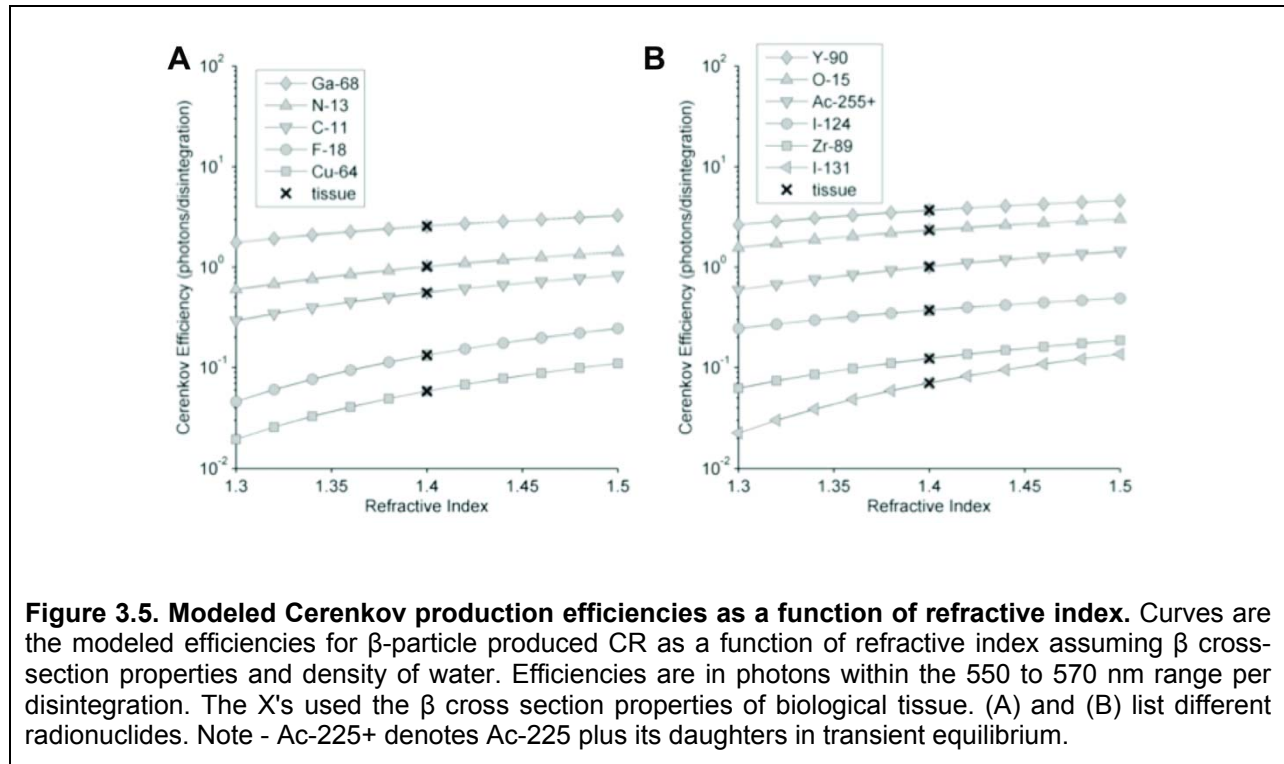 A
B
10²
10¹
10⁰
10⁻¹
10⁻²
Cerenkov Efficiency (photons/disintegration)
Ga-68
N-13
C-11
F-18
Cu-64
tissue
1.3
1.35
1.4
1.45
1.5
Refractive Index
10²
10¹
10⁰
10⁻¹
10⁻²
Cerenkov Efficiency (photons/disintegration)
Y-90
O-15
Ac-255+
I-124
Zr-89
I-131
tissue
1.3
1.35
1.4
1.45
1.5
Refractive Index
Figure 3.5. Modeled Cerenkov production efficiencies as a function of refractive index. Curves are
the modeled efficiencies for β-particle produced CR as a function of refractive index assuming β cross-
section properties and density of water. Efficiencies are in photons within the 550 to 570 nm range per
disintegration. The X's used the β cross section properties of biological tissue. (A) and (B) list different
radionuclides. Note - Ac-225+ denotes Ac-225 plus its daughters in transient equilibrium.